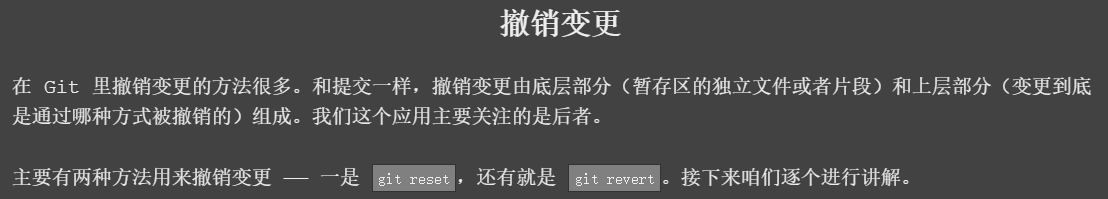 撤销变更
在 Git 里撤销变更的方法很多。和提交一样，撤销变更由底层部分（暂存区的独立文件或者片段）和上层部分（变更到底
是通过哪种方式被撤销的）组成。我们这个应用主要关注的是后者。
主要有两种方法用来撤销变更 —— 一是 git reset，还有就是 git revert。接下来咱们逐个进行讲解。